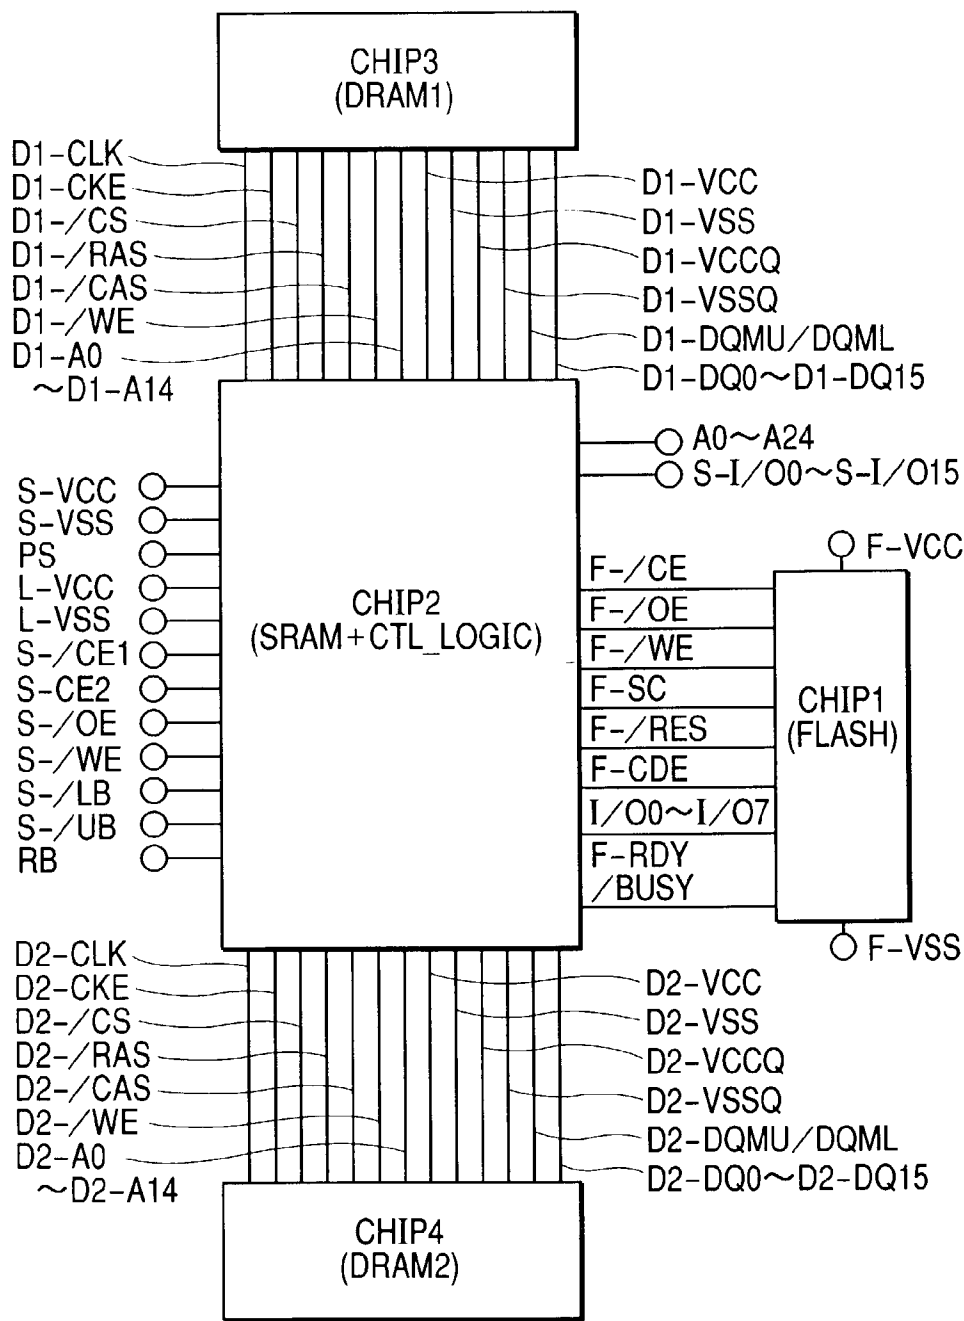 CHIP3
(DRAM1)
D1-CLK
D1-CKE
D1-/CS
D1-/RAS
D1-/CAS
D1-/WE
D1-A0
~D1-A14
D1-VCC
D1-VSS
D1-VCCQ
D1-VSSQ
D1-DQMU/DQML
D1-DQ0~D1-DQ15
A0~A24
S-I/O0~S-I/O15
S-VCC
S-VSS
PS
L-VCC
L-VSS
S-/CE1
S-CE2
S-/OE
S-/WE
S-/LB
S-/UB
RB
CHIP2
(SRAM+CTL_LOGIC)
F-/CE
F-/OE
F-/WE
F-SC
F-/RES
F-CDE
I/O0~I/O7
F-RDY
/BUSY
F-VCC
CHIP1
(FLASH)
F-VSS
D2-CLK
D2-CKE
D2-/CS
D2-/RAS
D2-/CAS
D2-/WE
D2-A0
~D2-A14
D2-VCC
D2-VSS
D2-VCCQ
D2-VSSQ
D2-DQMU/DQML
D2-DQ0~D2-DQ15
CHIP4
(DRAM2)